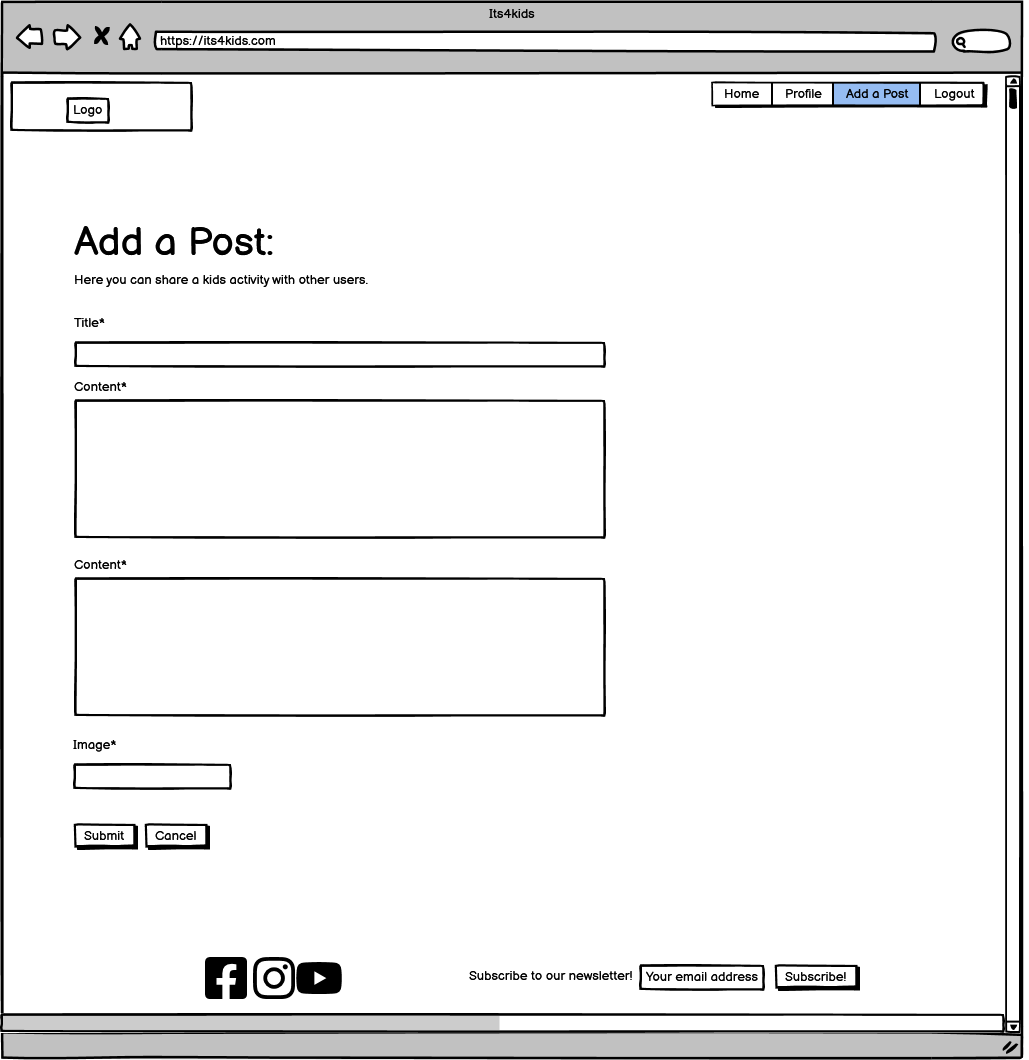 Its4kids
https://its4kids.com
Logo
Home Profile Add a Post Logout
Add a Post:
Here you can share a kids activity with other users.
Title*
Content*
Content*
Image*
Submit Cancel
Subscribe to our newsletter! Your email address Subscribe!